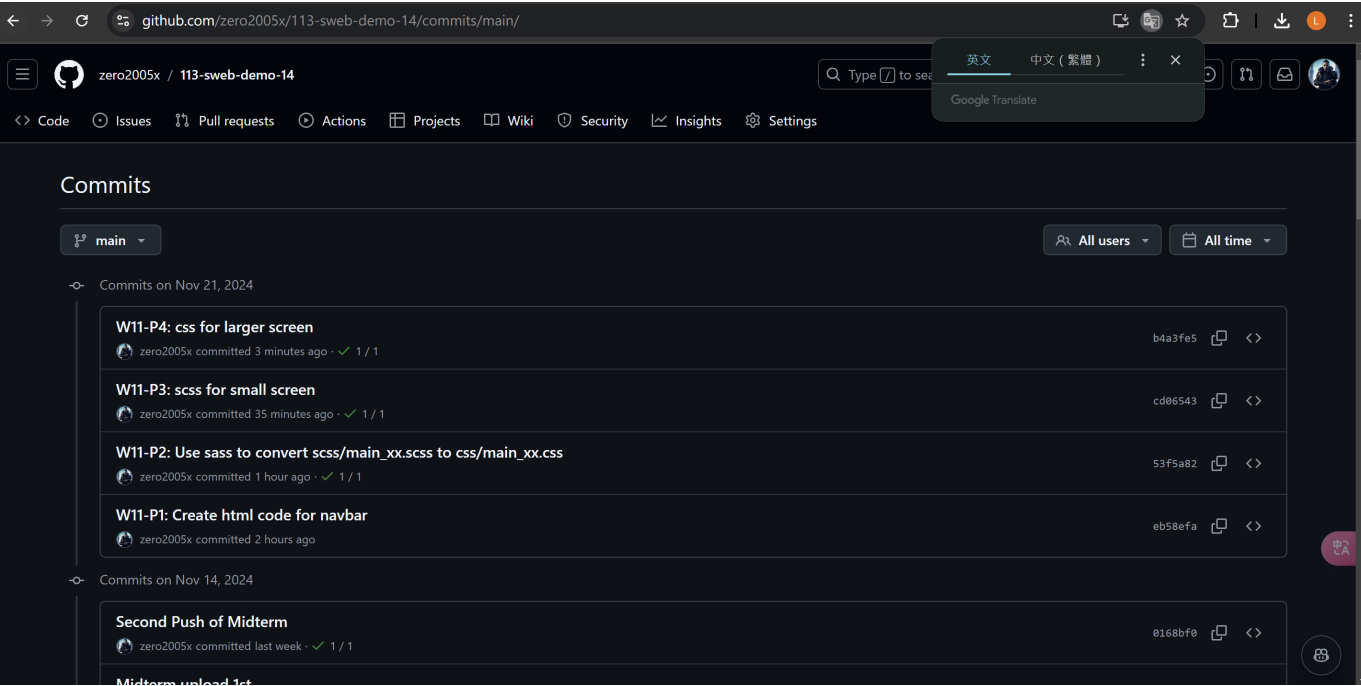 github.com/zero2005x/113-sweb-demo-14/commits/main/
L
英文 中文（繁體）
Google Translate
zero2005x / 113-sweb-demo-14
Type / to sea
Code Issues Pull requests Actions Projects Wiki Security Insights Settings
Commits
main All users All time
Commits on Nov 21, 2024
W11-P4: css for larger screen
zero2005x committed 3 minutes ago · 1 / 1
b4a3fe5
W11-P3: scss for small screen
zero2005x committed 35 minutes ago · 1 / 1
cd06543
W11-P2: Use sass to convert scss/main_xx.scss to css/main_xx.css
zero2005x committed 1 hour ago · 1 / 1
53f5a82
W11-P1: Create html code for navbar
zero2005x committed 2 hours ago
eb58efa
Commits on Nov 14, 2024
Second Push of Midterm
zero2005x committed last week · 1 / 1
0168bf0
Midterm upload 1st
中 A